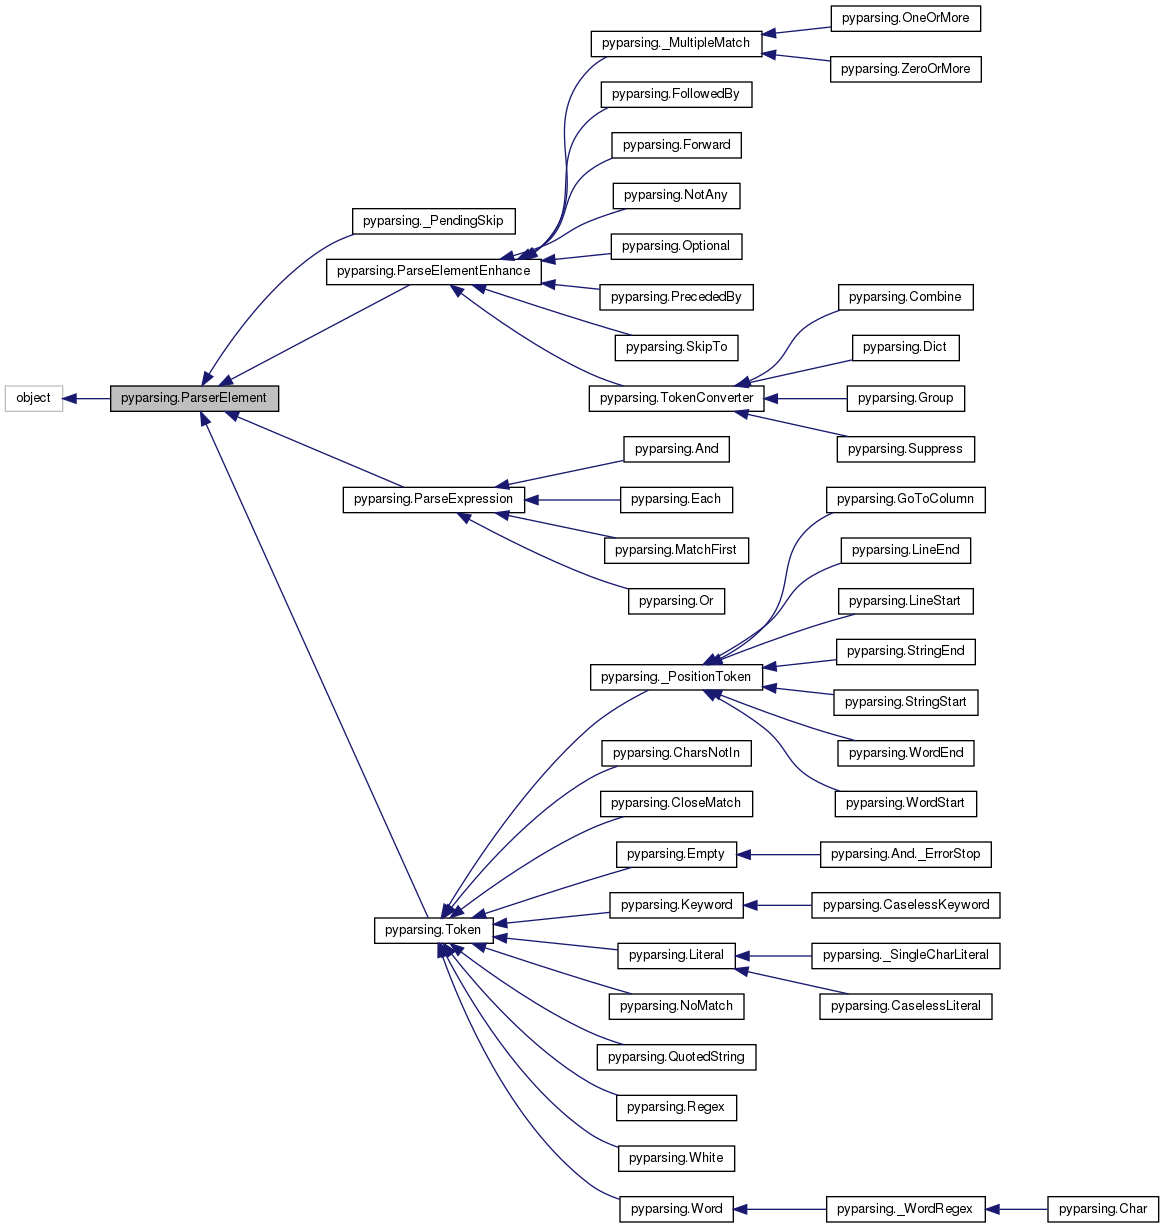 pyparsing.OneOrMore
pyparsing._MultipleMatch
pyparsing.ZeroOrMore
pyparsing.FollowedBy
pyparsing.Forward
pyparsing.NotAny
pyparsing._PendingSkip
pyparsing.Optional
pyparsing.ParseElementEnhance
pyparsing.PrecededBy
pyparsing.Combine
pyparsing.SkipTo
pyparsing.Dict
object
pyparsing.ParserElement
pyparsing.TokenConverter
pyparsing.Group
pyparsing.And
pyparsing.Suppress
pyparsing.ParseExpression
pyparsing.Each
pyparsing.GoToColumn
pyparsing.MatchFirst
pyparsing.LineEnd
pyparsing.Or
pyparsing.LineStart
pyparsing.StringEnd
pyparsing._PositionToken
pyparsing.StringStart
pyparsing.CharsNotIn
pyparsing.WordEnd
pyparsing.CloseMatch
pyparsing.WordStart
pyparsing.Empty
pyparsing.And._ErrorStop
pyparsing.Keyword
pyparsing.CaselessKeyword
pyparsing.Token
pyparsing.Literal
pyparsing._SingleCharLiteral
pyparsing.NoMatch
pyparsing.CaselessLiteral
pyparsing.QuotedString
pyparsing.Regex
pyparsing.White
pyparsing.Word
pyparsing._WordRegex
pyparsing.Char